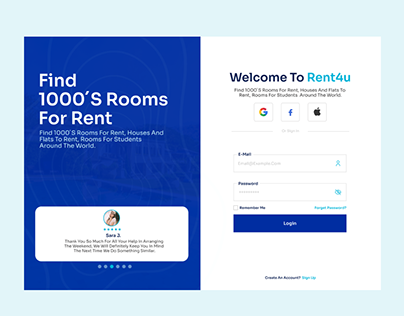 Find
1000´S Rooms
For Rent
Find 1000´S Rooms For Rent, Houses And
Flats To Rent, Rooms For Students
Around The World.
Sara J.
Thank You So Much For All Your Help In Arranging
The Weekend, We Will Definitely Keep You In Mind
The Next Time We Do Something Similar.
Welcome To Rent4u
Find 1000´S Rooms For Rent, Houses And Flats
To Rent, Rooms For Students Around The World.
Or Sign In
E-Mail
Email@Example.Com
Password
Remember Me
Forgot Password?
Login
Create An Account? Sign Up